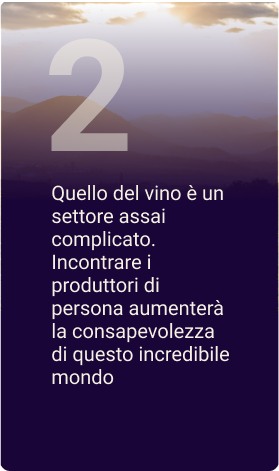 2
Quello del vino è un
settore assai
complicato.
Incontrare i
produttori di
persona aumenterà
la consapevolezza
di questo incredibile
mondo